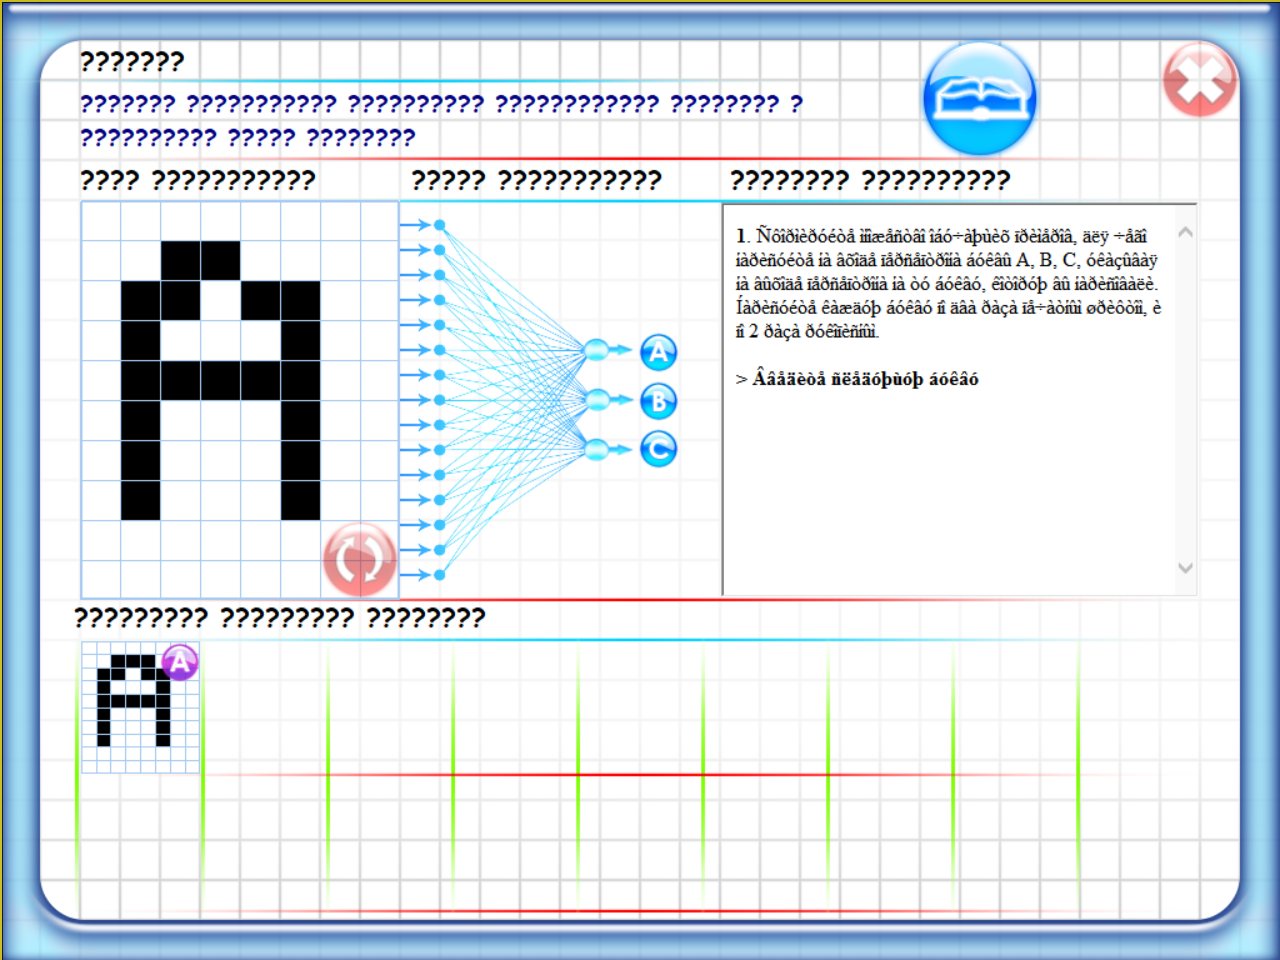 ???????
??????? ??????????? ?????????? ???????????? ???????? ?
?????????? ????? ????????
???? ???????????
????? ???????????
???????? ??????????
1. Ñôîðìèðóéòå ìíîæåñòâî îáó÷àþùèõ ïðèìåðîâ, äëÿ ÷åãî
íàðèñóéòå íà âõîäå ïåðñåïòðîíà áóêâû A, B, C, óêàçûâàÿ
íà âûõîäå ïåðñåïòðîíà íà òó áóêâó, êîòîðóþ âû íàðèñîâàëè.
Íàðèñóéòå êàæäóþ áóêâó ïî äâà ðàçà ïå÷àòíûì øðèôòîì, è
ïî 2 ðàçà ðóêîïèñíûì.
> Ââåäèòå ñëåäóþùóþ áóêâó
A
B
C
????????? ????????? ????????
A